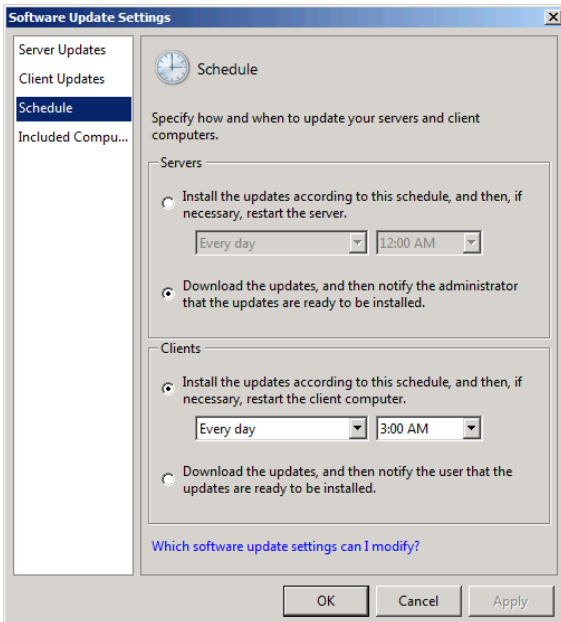 Software Update Settings
Server Updates
Client Updates
Schedule
Included Compu...
Schedule
Specify how and when to update your servers and client
computers.
Servers
Install the updates according to this schedule, and then, if
necessary, restart the server.
Every day
12:00 AM
Download the updates, and then notify the administrator
that the updates are ready to be installed.
Clients
Install the updates according to this schedule, and then, if
necessary, restart the client computer.
Every day
3:00 AM
Download the updates, and then notify the user that the
updates are ready to be installed.
Which software update settings can I modify?
OK
Cancel
Apply